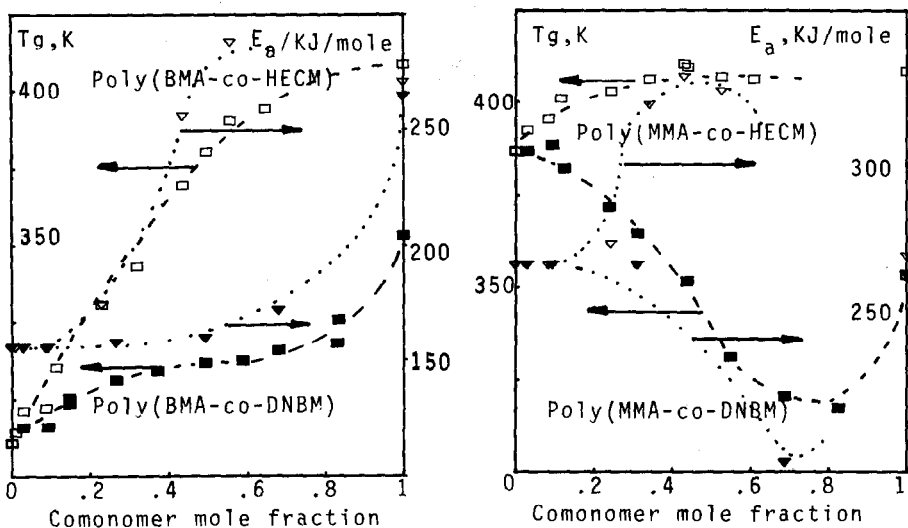 Tg,K
E_a/KJ/mole
Poly(BMA-co-HECM)
400
250
350
200
150
Poly(BMA-co-DNBM)
0 .2 .4 .6 .8 1
Comonomer mole fraction
Tg,K
E_a,KJ/mole
400
Poly(MMA-co-HECM)
300
350
250
Poly(MMA-co-DNBM)
0 .2 .4 .6 .8 1
Comonomer mole fraction